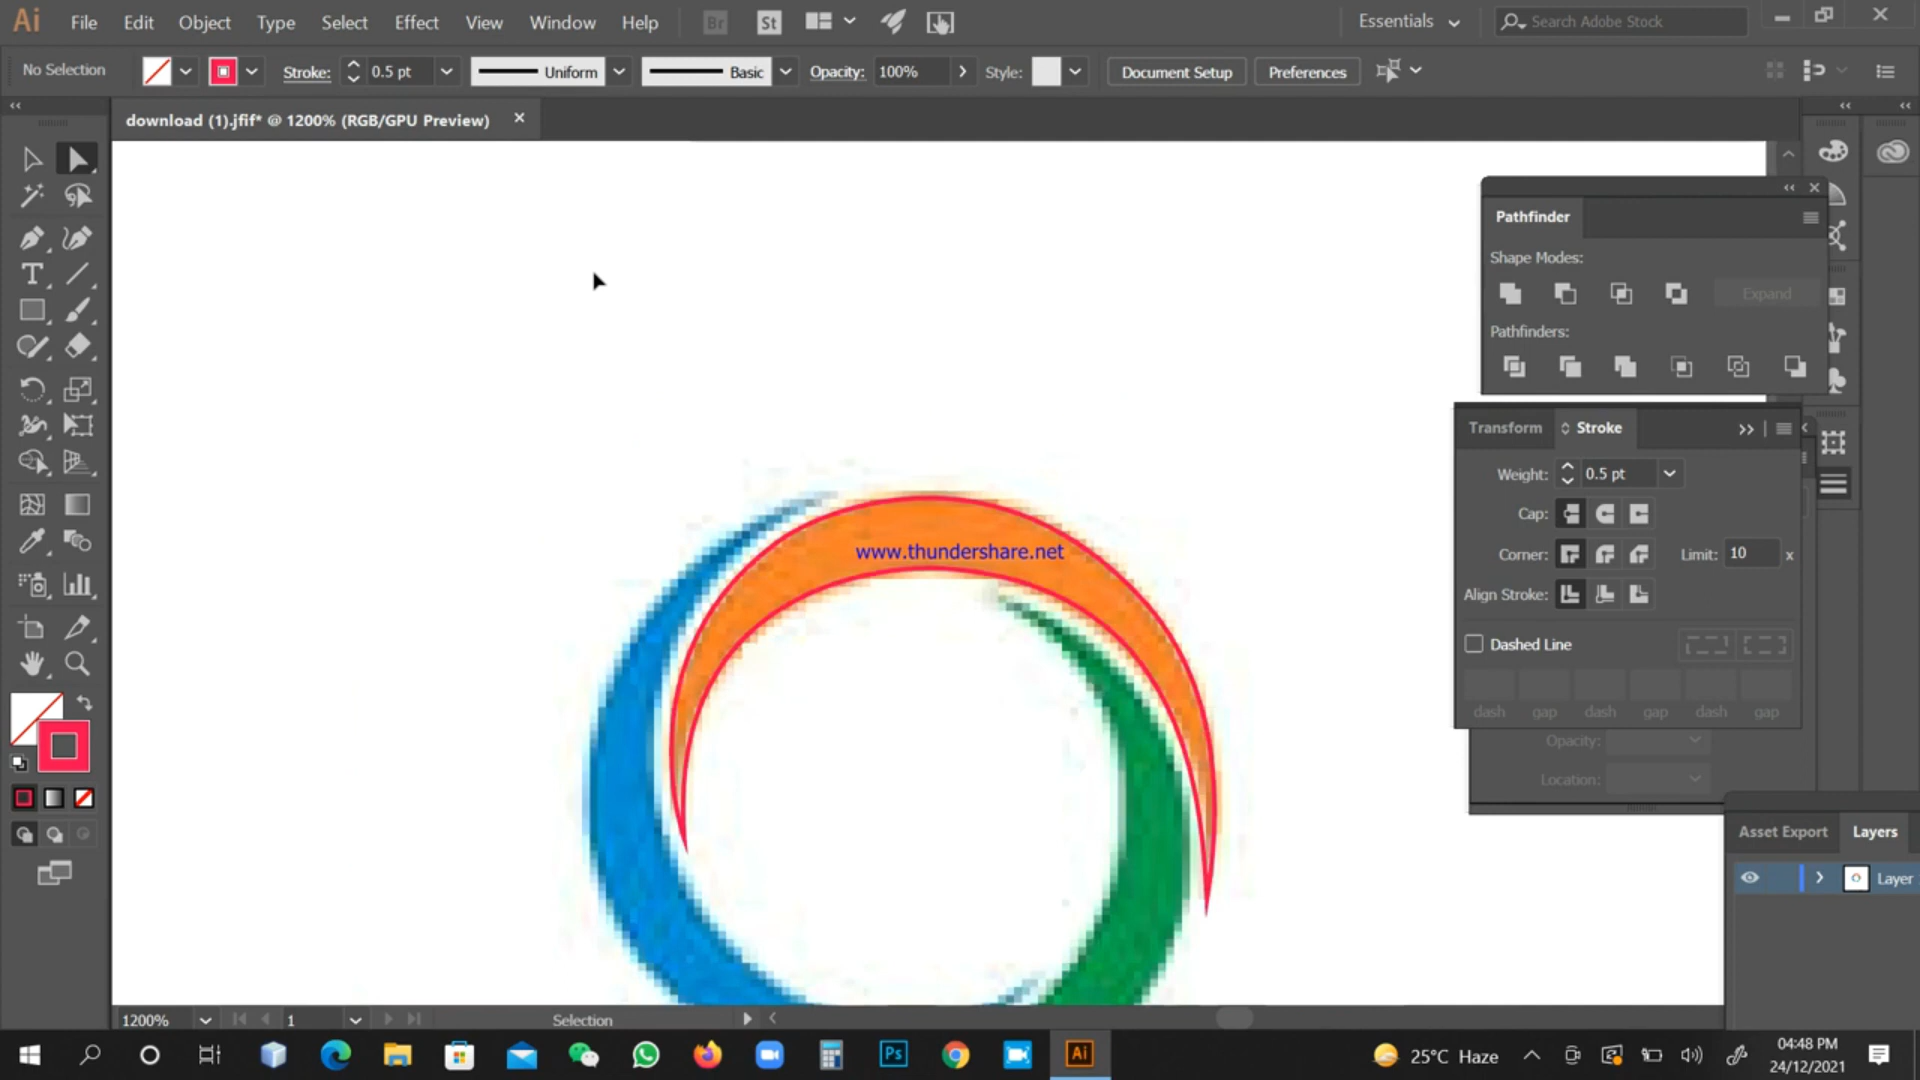 Ai File Edit Object Type Select Effect View Window Help Br St Essentials Search Adobe Stock
No Selection Stroke: 0.5 pt Uniform Basic Opacity: 100% Style: Document Setup Preferences
download (1).jfif* @ 1200% (RGB/GPU Preview)
Pathfinder
Shape Modes:
Expand
Pathfinders:
Transform Stroke
Weight: 0.5 pt
Cap:
Corner: Limit: 10 x
Align Stroke:
Dashed Line
dash gap dash gap dash gap
Opacity:
Location:
Asset Export Layers
Layer
www.thundershare.net
1200% 1 Selection
Ps Ai 25°C Haze 04:48 PM
24/12/2021